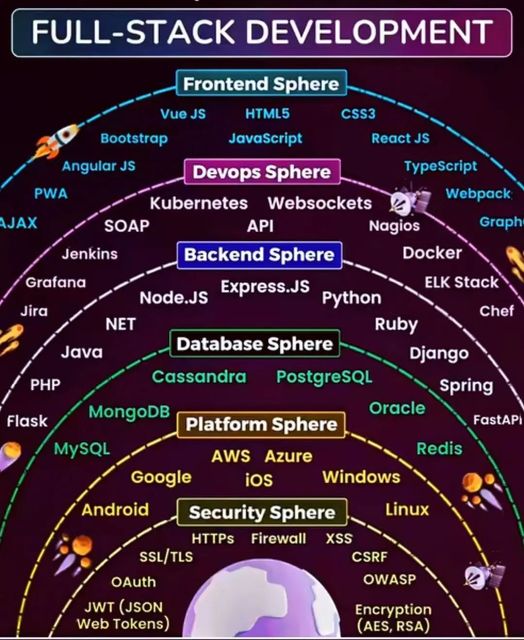 FULL-STACK DEVELOPMENT
Frontend Sphere
Vue JS HTML5 CSS3
Bootstrap JavaScript React JS
Angular JS TypeScript
PWA Webpack
AJAX Graph
Devops Sphere
Kubernetes Websockets
SOAP API Nagios
Jenkins Docker
Grafana ELK Stack
Jira Chef
Backend Sphere
Node.JS Express.JS Python
NET Ruby
Java Django
PHP Spring
Flask FastAPI
Database Sphere
Cassandra PostgreSQL
MongoDB Oracle
MySQL Redis
Platform Sphere
AWS Azure
Google iOS Windows
Android Linux
Security Sphere
HTTPs Firewall XSS
SSL/TLS CSRF
OAuth OWASP
JWT (JSON Encryption
Web Tokens) (AES, RSA)